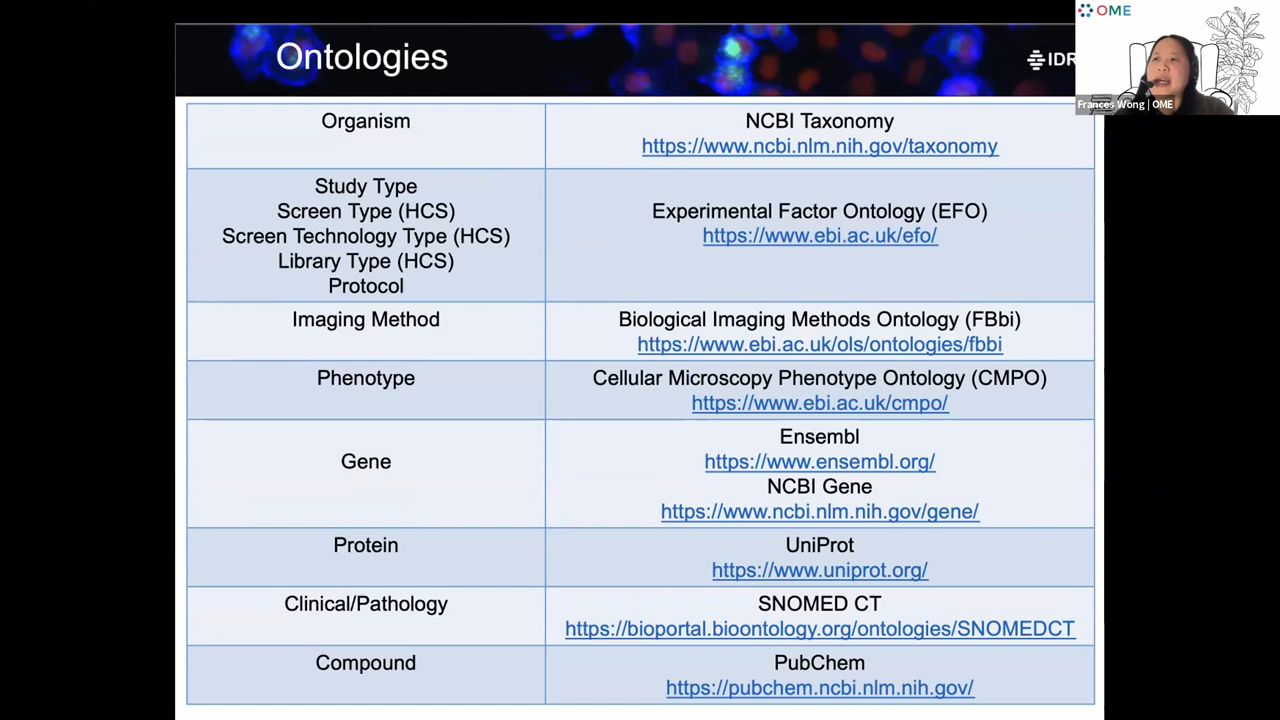 Ontologies
IDR
OME
Frances Wong | OME
Organism
NCBI Taxonomy
https://www.ncbi.nlm.nih.gov/taxonomy
Study Type
Screen Type (HCS)
Screen Technology Type (HCS)
Library Type (HCS)
Protocol
Experimental Factor Ontology (EFO)
https://www.ebi.ac.uk/efo/
Imaging Method
Biological Imaging Methods Ontology (FBbi)
https://www.ebi.ac.uk/ols/ontologies/fbbi
Phenotype
Cellular Microscopy Phenotype Ontology (CMPO)
https://www.ebi.ac.uk/cmpo/
Gene
Ensembl
https://www.ensembl.org/
NCBI Gene
https://www.ncbi.nlm.nih.gov/gene/
Protein
UniProt
https://www.uniprot.org/
Clinical/Pathology
SNOMED CT
https://bioportal.bioontology.org/ontologies/SNOMEDCT
Compound
PubChem
https://pubchem.ncbi.nlm.nih.gov/